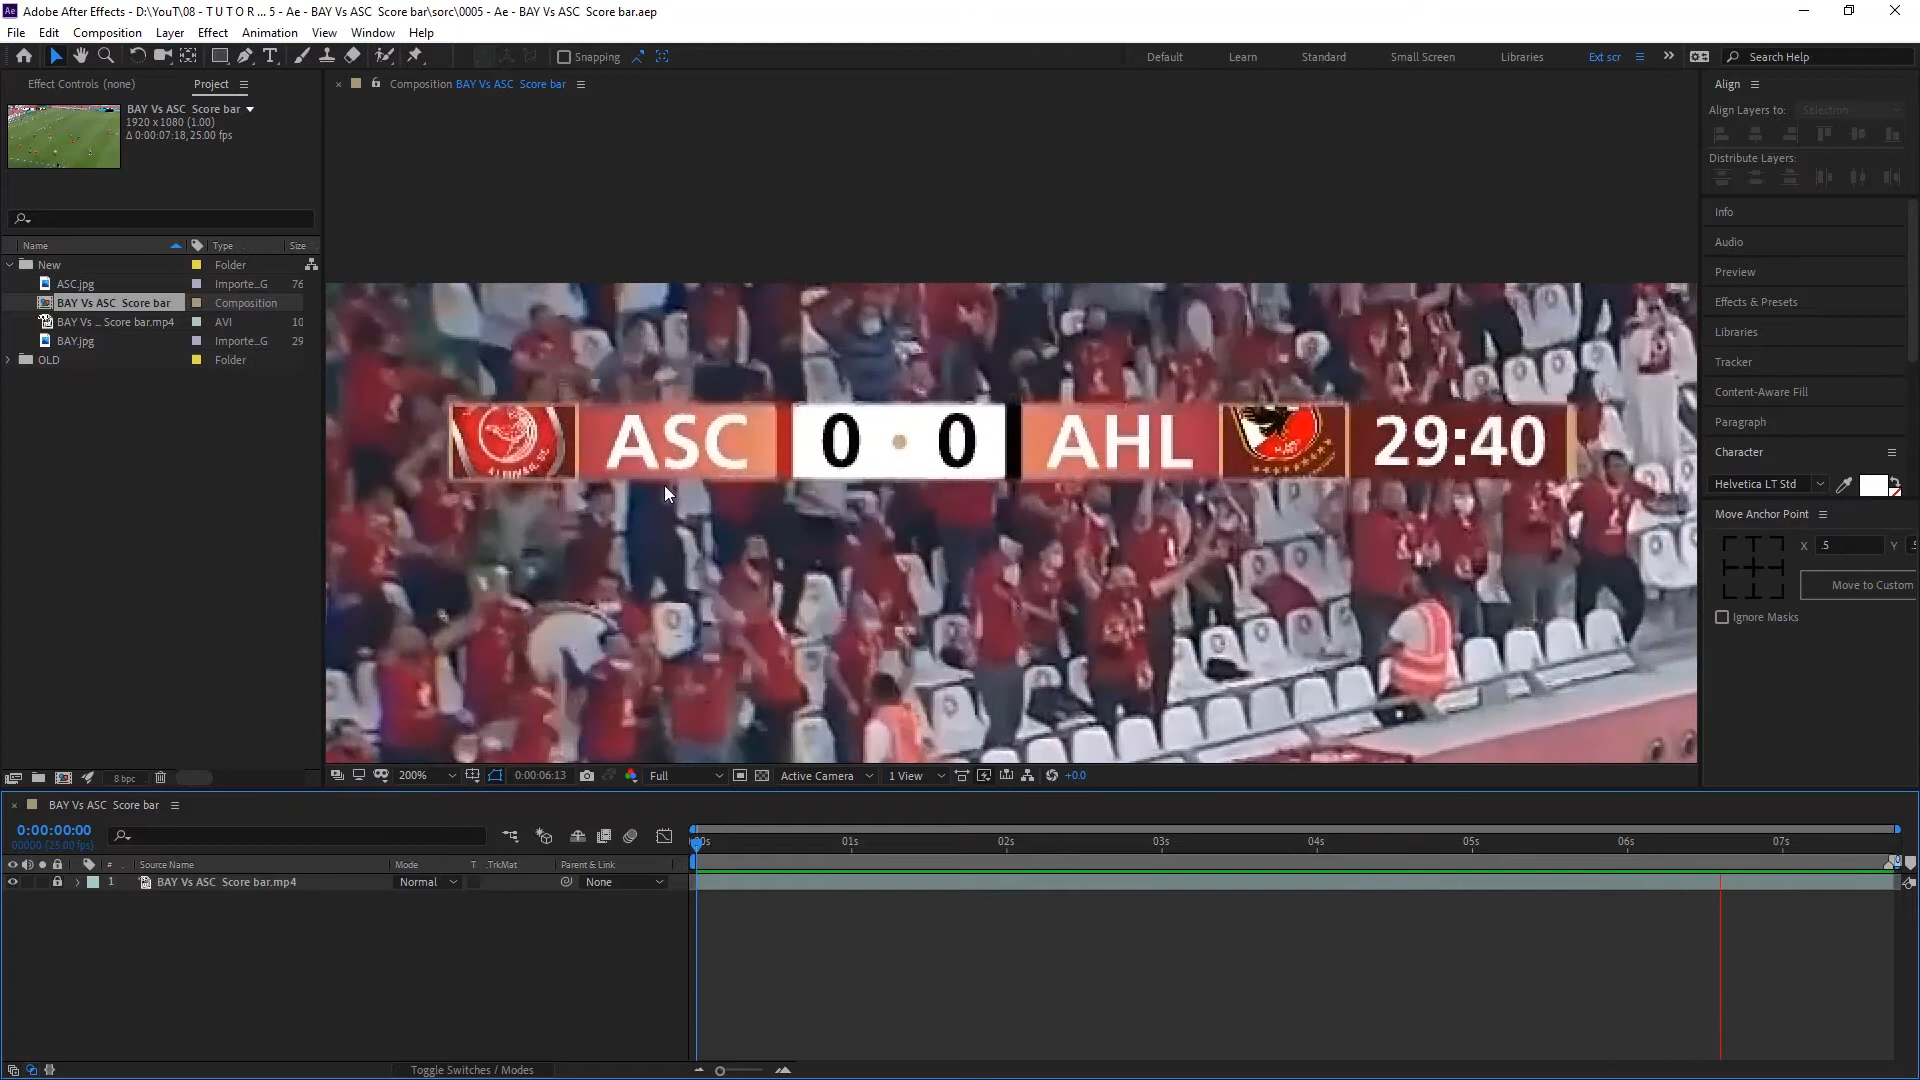 Adobe After Effects - D:\YouT\08 - T U T O R ... 5 - Ae - BAY Vs ASC  Score bar\sorc\0005 - Ae - BAY Vs ASC  Score bar.aep
File Edit Composition Layer Effect Animation View Window Help
Snapping Default Learn Standard Small Screen Libraries Ext scr Search Help
Effect Controls (none) Project Composition BAY Vs ASC  Score bar Align
BAY Vs ASC  Score bar
1920 x 1080 (1.00)
Δ 0:00:07:18, 25.00 fps
Align Layers to: Selection
Distribute Layers:
Name Type Size
New Folder
ASC.jpg Importe...G 76
BAY Vs ASC  Score bar Composition
BAY Vs ... Score bar.mp4 AVI 10
BAY.jpg Importe...G 29
OLD Folder
ASC 0 • 0 AHL 29:40
Info
Audio
Preview
Effects & Presets
Libraries
Tracker
Content-Aware Fill
Paragraph
Character
Helvetica LT Std
Move Anchor Point
X .5 Y
Move to Custom
Ignore Masks
8 bpc 200% 0:00:06:13 Full Active Camera 1 View +0.0
BAY Vs ASC  Score bar
0:00:00:00
00000 (25.00 fps)
01s 02s 03s 04s 05s 06s 07s
# Source Name Mode T .TrkMat Parent & Link
1 BAY Vs ASC  Score bar.mp4 Normal None
Toggle Switches / Modes